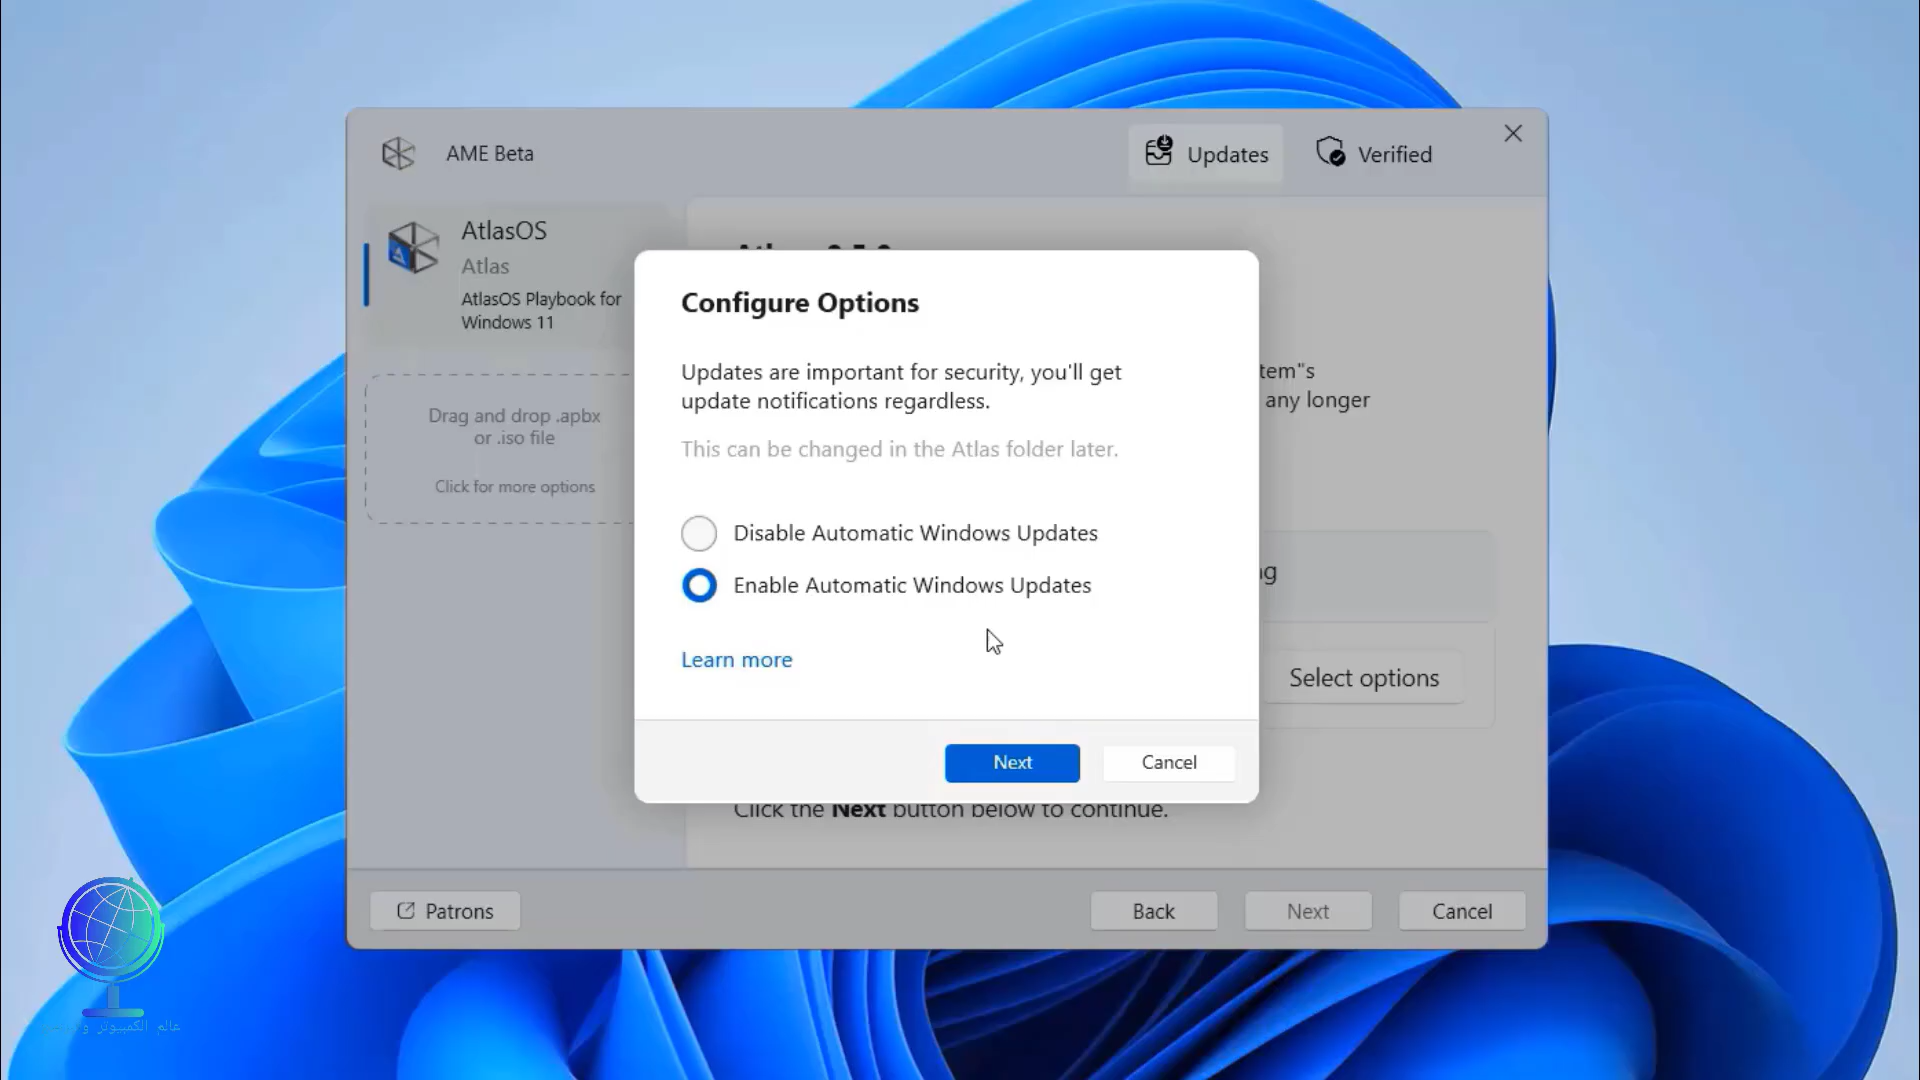 AME Beta
Updates
Verified
AtlasOS
Atlas
AtlasOS Playbook for
Windows 11
Drag and drop .apbx
or .iso file
Click for more options
Configure Options
Updates are important for security, you'll get
update notifications regardless.
This can be changed in the Atlas folder later.
Disable Automatic Windows Updates
Enable Automatic Windows Updates
Learn more
Next
Cancel
tem"s
any longer
Select options
Click the Next button below to continue.
Patrons
Back
Next
Cancel
عالم الكمبيوتر